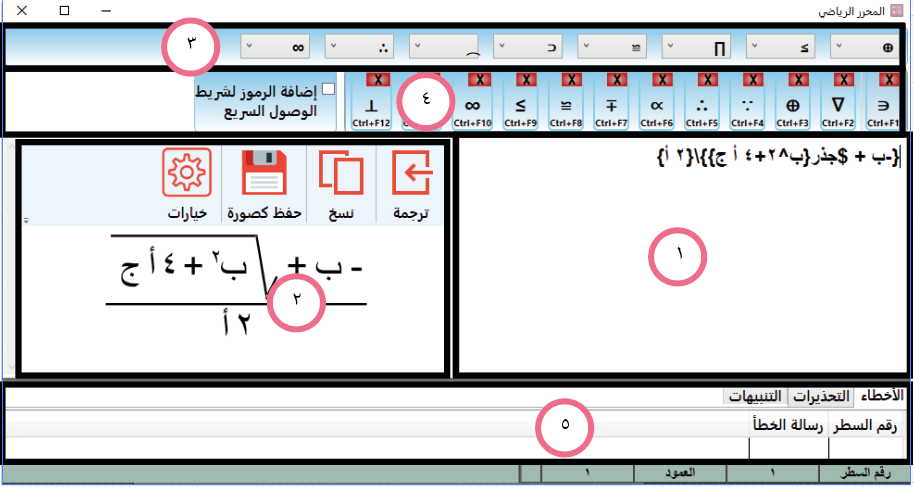 المحرر الرياضي
⊕ ≤ ∏ ≌ ⊂ ⌒ ∴ ∞
٣
X X X X X X X X X X X
∋ ∇ ⊕ ∵ ∴ ∝ ∓ ≌ ≤ ∞ ⊥
Ctrl+F1 Ctrl+F2 Ctrl+F3 Ctrl+F4 Ctrl+F5 Ctrl+F6 Ctrl+F7 Ctrl+F8 Ctrl+F9 Ctrl+F10 Ctrl+F12
٤
إضافة الرموز لشريط
الوصول السريع
{-ب + $جذر{ب^٢+٤ أ ج}}\{٢ أ}
١
ترجمة نسخ حفظ كصورة خيارات
- ب + √ ب٢ + ٤ أ ج
٢ أ
٢
الأخطاء التحذيرات التنبيهات
رقم السطر رسالة الخطأ
٥
رقم السطر ١ العمود ١